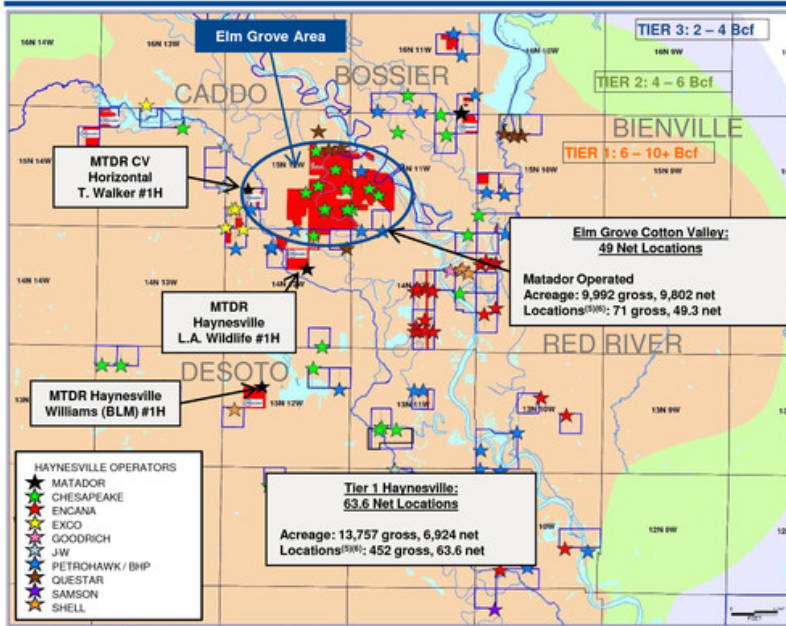 Elm Grove Area
TIER 3: 2 – 4 Bcf
TIER 2: 4 – 6 Bcf
TIER 1: 6 – 10+ Bcf
16N 14W
16N 13W
16N 11W
16N 10W
16N 9W
CADDO
BOSSIER
BIENVILLE
15N 14W
15N 11W
15N 10W
MTDR CV
Horizontal
T. Walker #1H
Elm Grove Cotton Valley:
49 Net Locations
Matador Operated
Acreage: 9,992 gross, 9,802 net
Locations(5)(6): 71 gross, 49.3 net
14N 14W
14N 13W
MTDR
Haynesville
L.A. Wildlife #1H
RED RIVER
DESOTO
MTDR Haynesville
Williams (BLM) #1H
13N 12W
13N 11W
13N 10W
13N 9W
HAYNESVILLE OPERATORS
MATADOR
CHESAPEAKE
ENCANA
EXCO
GOODRICH
J-W
PETROHAWK / BHP
QUESTAR
SAMSON
SHELL
Tier 1 Haynesville:
63.6 Net Locations
Acreage: 13,757 gross, 6,924 net
Locations(5)(6): 452 gross, 63.6 net
12N 9W